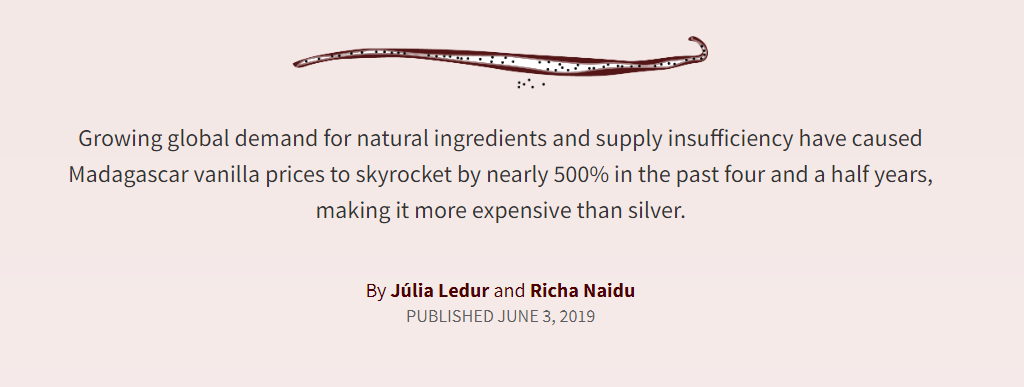 Growing global demand for natural ingredients and supply insufficiency have caused
Madagascar vanilla prices to skyrocket by nearly 500% in the past four and a half years,
making it more expensive than silver.
By Júlia Ledur and Richa Naidu
PUBLISHED JUNE 3, 2019